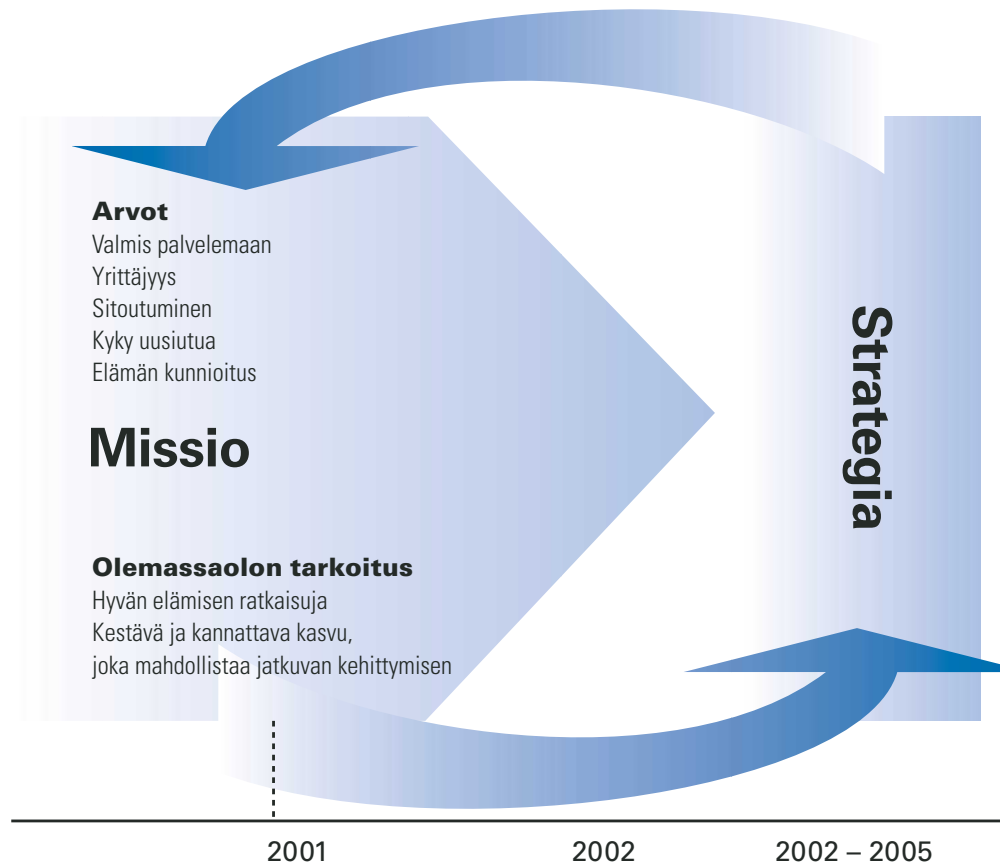 Arvot
Valmis palvelemaan
Yrittäjyys
Sitoutuminen
Kyky uusiutua
Elämän kunnioitus
Missio
Olemassaolon tarkoitus
Hyvän elämisen ratkaisuja
Kestävä ja kannattava kasvu,
joka mahdollistaa jatkuvan kehittymisen
Strategia
2001
2002
2002 – 2005